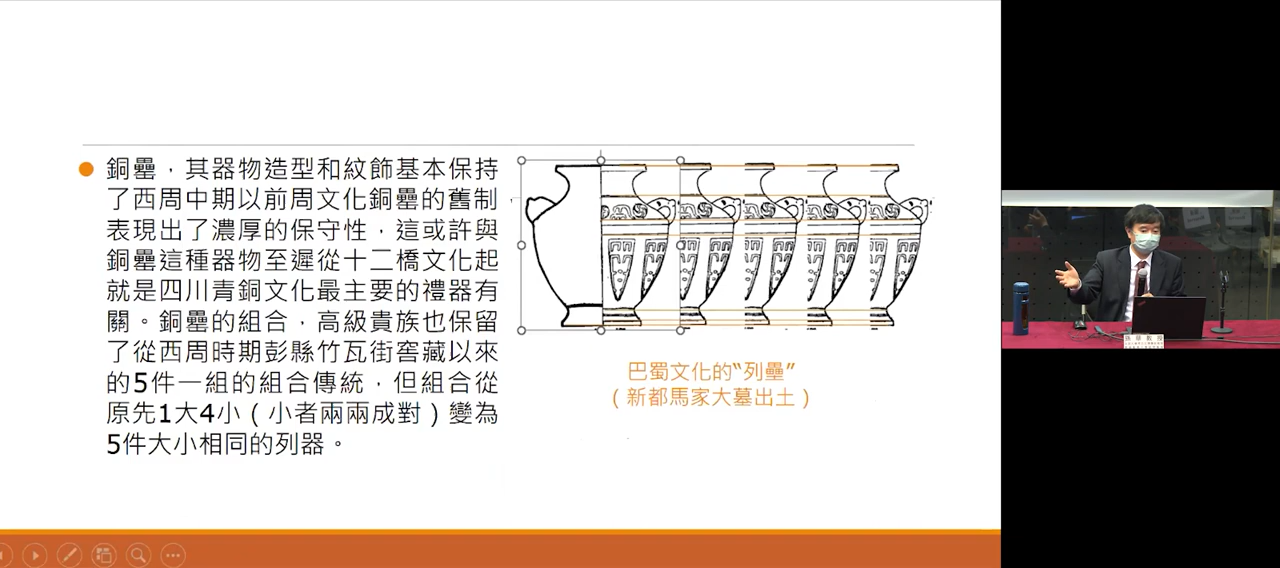 銅罍，其器物造型和紋飾基本保持
了西周中期以前周文化銅罍的舊制
表現出了濃厚的保守性，這或許與
銅罍這種器物至遲從十二橋文化起
就是四川青銅文化最主要的禮器有
關。銅罍的組合，高級貴族也保留
了從西周時期彭縣竹瓦街窖藏以來
的5件一組的組合傳統，但組合從
原先1大4小（小者兩兩成對）變為
5件大小相同的列器。
巴蜀文化的“列罍”
（新都馬家大墓出土）